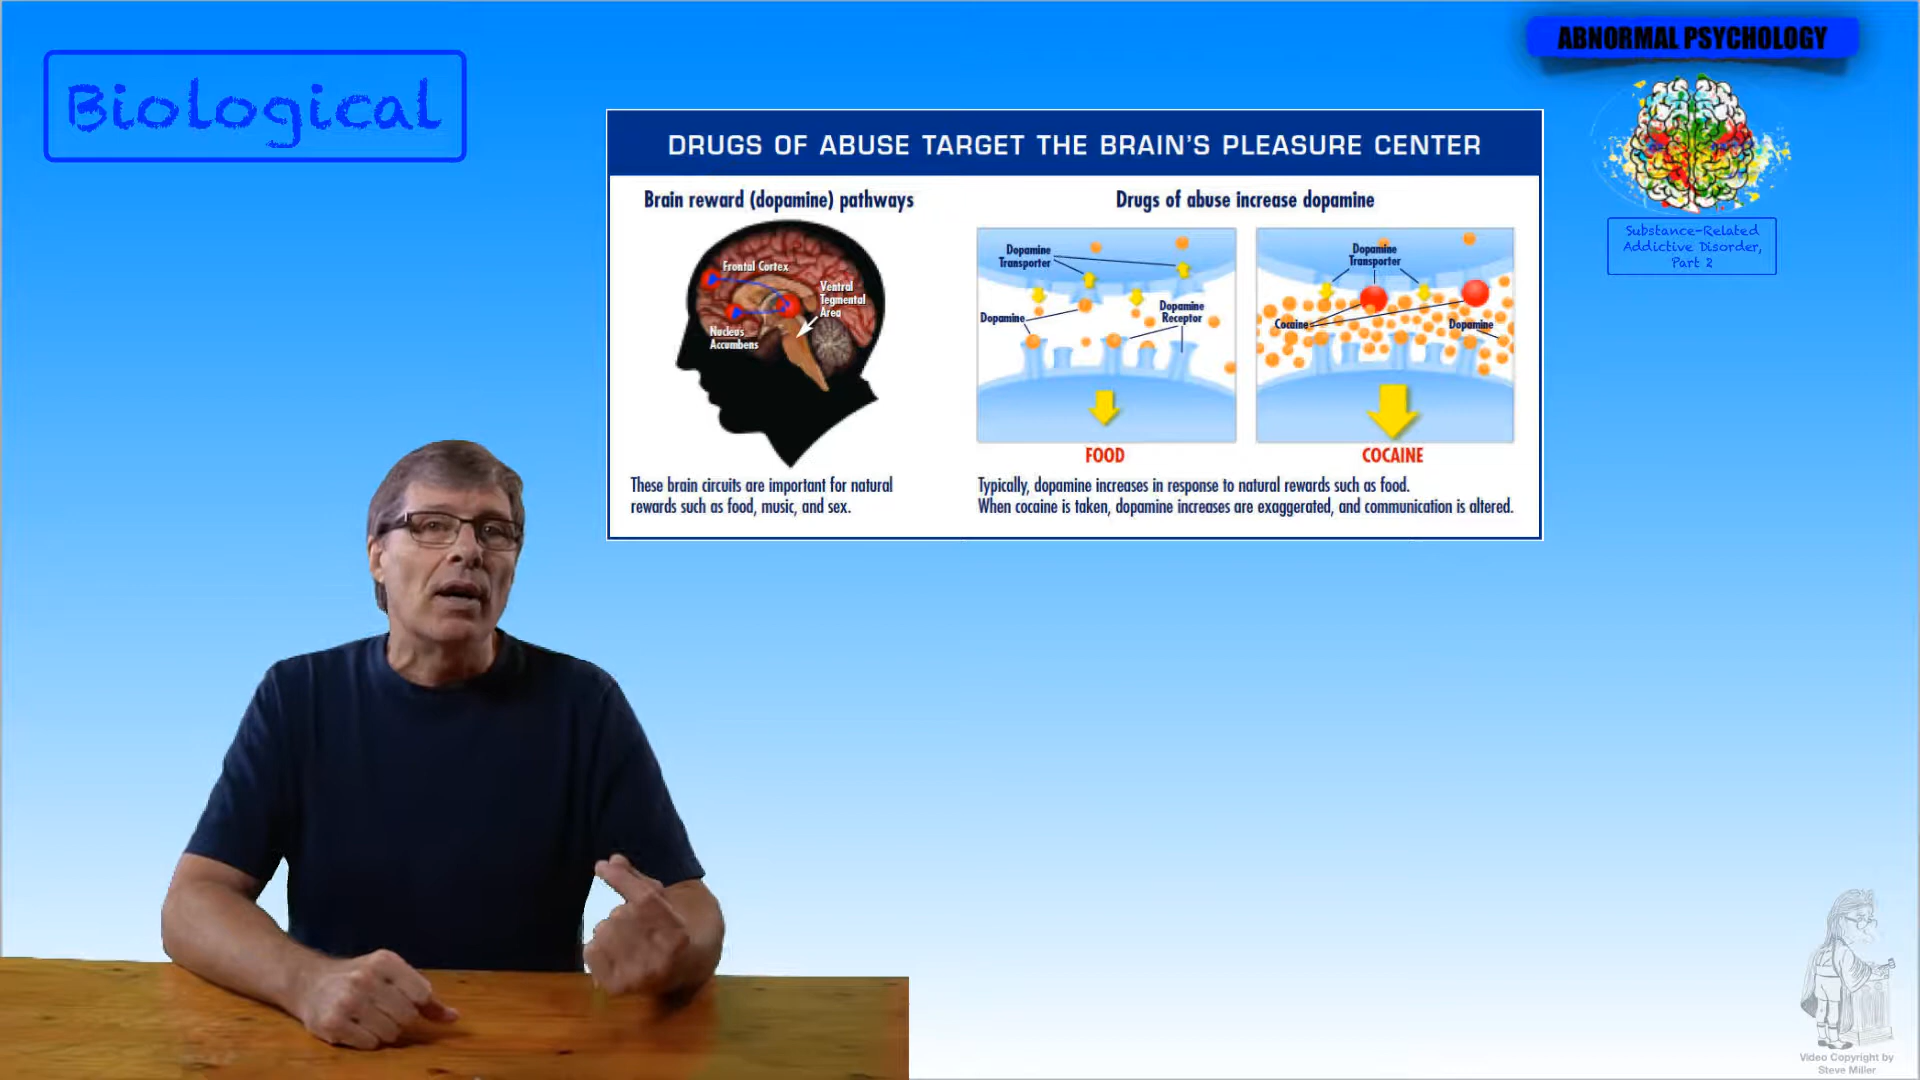 Biological
ABNORMAL PSYCHOLOGY
Substance-Related
Addictive Disorder,
Part 2
DRUGS OF ABUSE TARGET THE BRAIN'S PLEASURE CENTER
Brain reward (dopamine) pathways
Frontal Cortex
Ventral
Tegmental
Area
Nucleus
Accumbens
These brain circuits are important for natural
rewards such as food, music, and sex.
Drugs of abuse increase dopamine
Dopamine
Transporter
Dopamine
Dopamine
Receptor
FOOD
Dopamine
Transporter
Cocaine
Dopamine
COCAINE
Typically, dopamine increases in response to natural rewards such as food.
When cocaine is taken, dopamine increases are exaggerated, and communication is altered.
Video Copyright by
Steve Miller